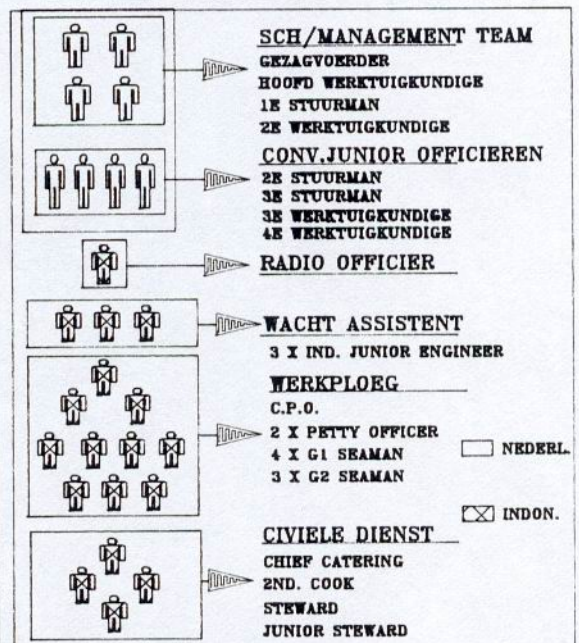 SCH/MANAGEMENT TEAM
GEZAGVOERDER
HOOFD WERKTUIGKUNDIGE
1E STUURMAN
2E WERKTUIGKUNDIGE
CONV.JUNIOR OFFICIEREN
2E STUURMAN
3E STUURMAN
3E WERKTUIGKUNDIGE
4E WERKTUIGKUNDIGE
RADIO OFFICIER
WACHT ASSISTENT
3 X IND. JUNIOR ENGINEER
WERKPLOEG
C.P.O.
2 X PETTY OFFICER
4 X G1 SEAMAN
3 X G2 SEAMAN
NEDERL.
INDON.
CIVIELE DIENST
CHIEF CATERING
2ND. COOK
STEWARD
JUNIOR STEWARD